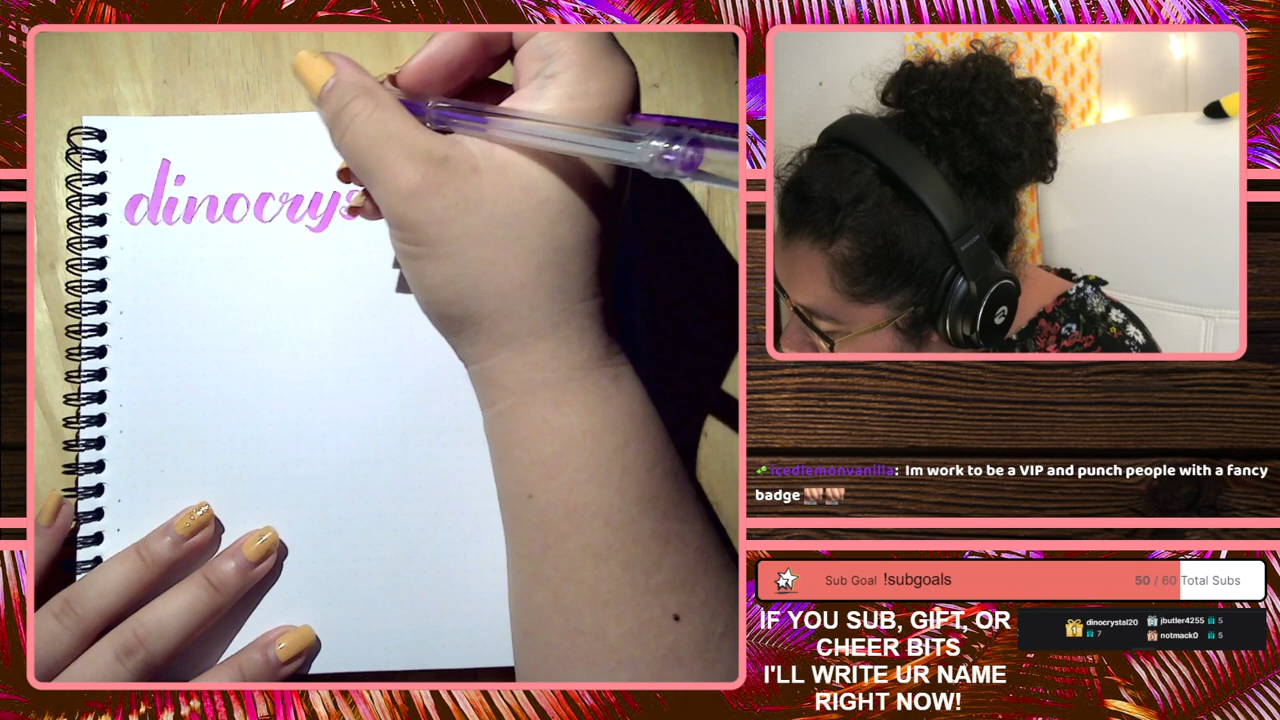 dinocrys
icedlemonvanilla: Im work to be a VIP and punch people with a fancy
badge
Sub Goal !subgoals 50 / 60 Total Subs
IF YOU SUB, GIFT, OR
CHEER BITS
I'LL WRITE UR NAME
RIGHT NOW!
1 dinocrystal20 7
jbutler4255 5
notmack0 5